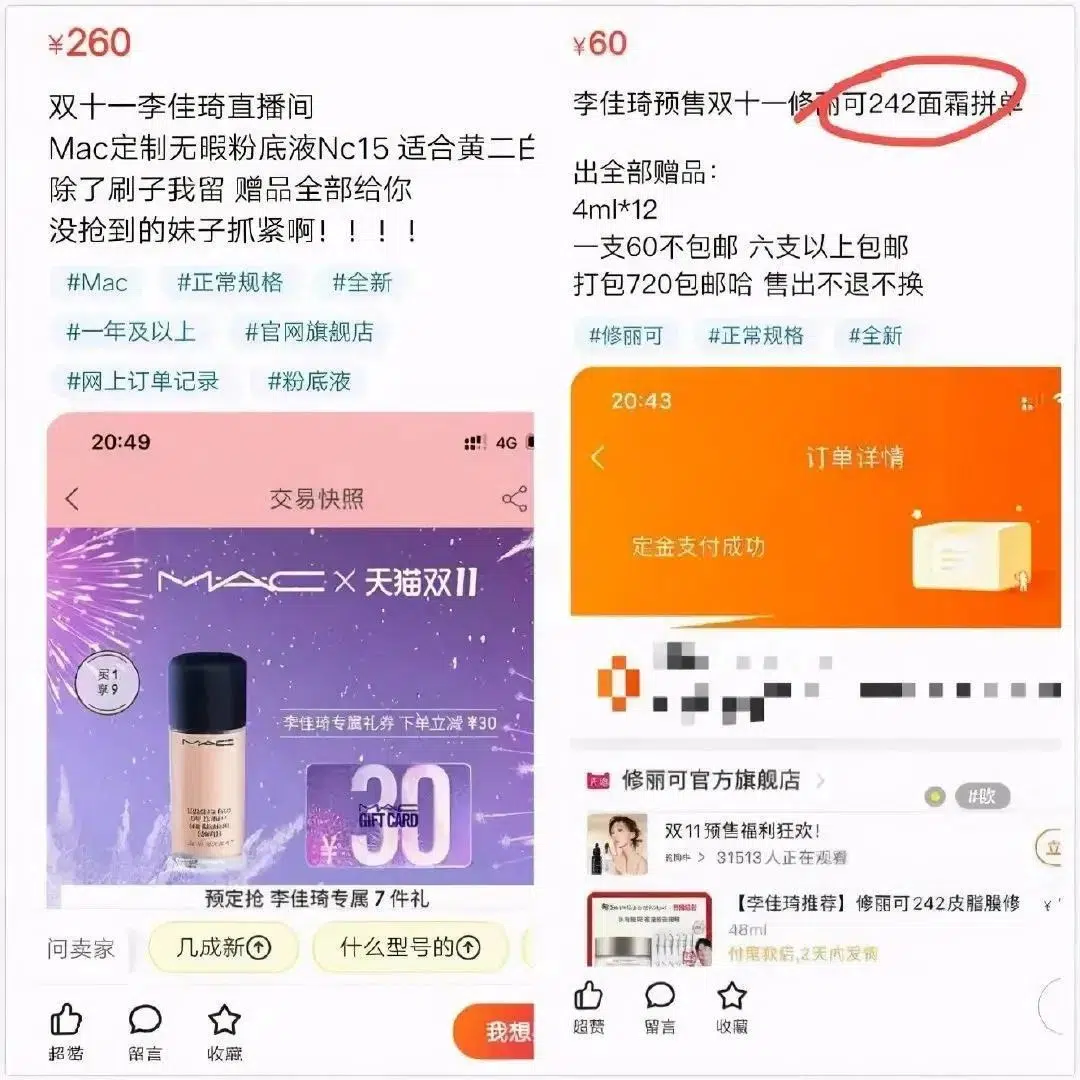 ¥260
双十一李佳琦直播间
Mac定制无暇粉底液Nc15 适合黄二白
除了刷子我留 赠品全部给你
没抢到的妹子抓紧啊！！！！
#Mac #正常规格 #全新
#一年及以上 #官网旗舰店
#网上订单记录 #粉底液
20:49 4G
交易快照
MAC×天猫双11
买1
享9
李佳琦专属礼券 下单立减¥30
MAC
MAC
GIFT CARD
¥30
预定抢 李佳琦专属7件礼
问卖家 几成新 什么型号的
超赞 留言 收藏 我想
¥60
李佳琦预售双十一修丽可242面霜拼单
出全部赠品：
4ml*12
一支60不包邮 六支以上包邮
打包720包邮哈 售出不退不换
#修丽可 #正常规格 #全新
20:43
订单详情
定金支付成功
修丽可官方旗舰店
双11预售福利狂欢！
31513人正在观看
【李佳琦推荐】修丽可242皮脂膜修 ¥
48ml
付尾款后,2天内发货
超赞 留言 收藏